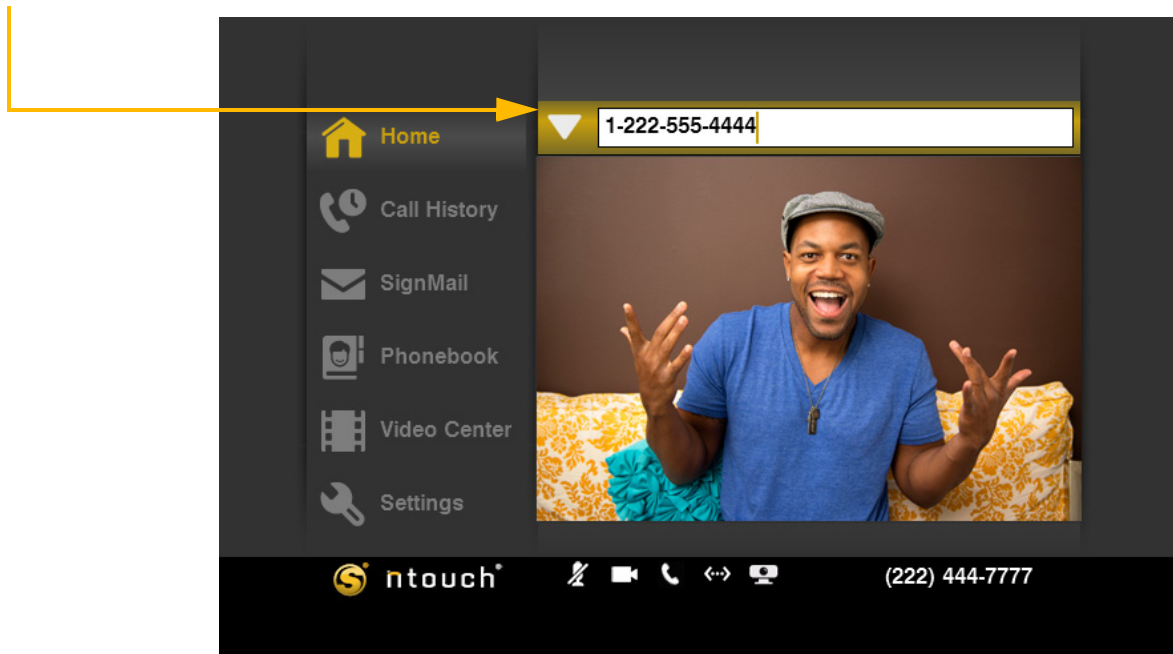 1-222-555-4444
Home
Call History
SignMail
Phonebook
Video Center
Settings
S ntouch® (222) 444-7777